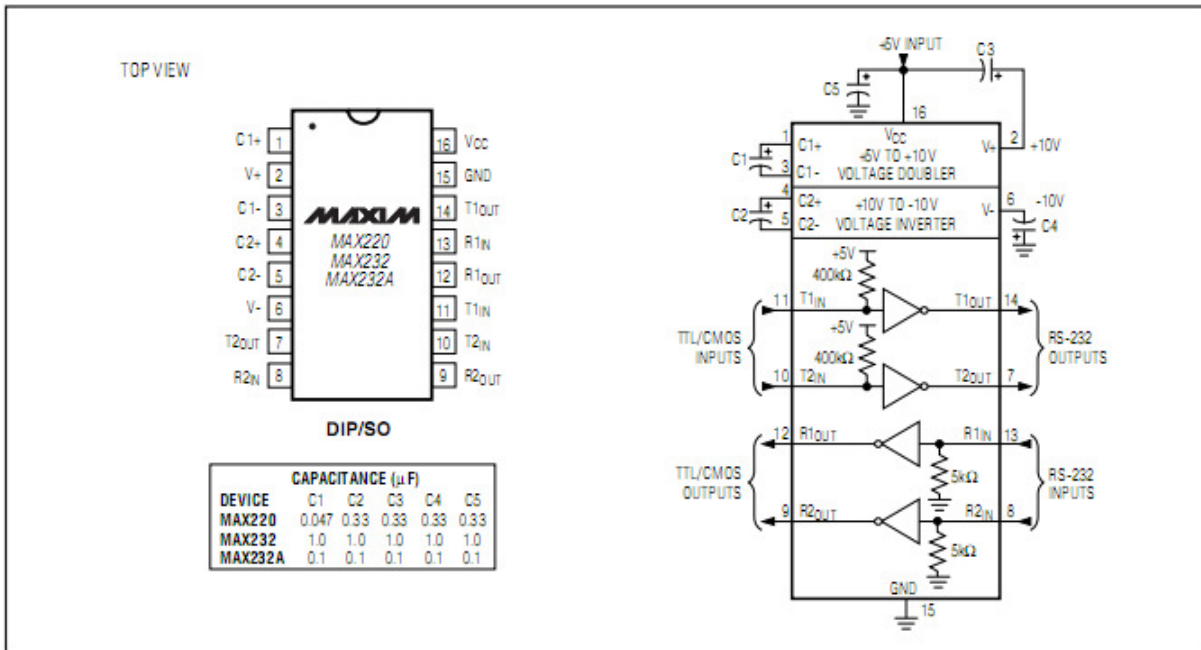 TOP VIEW
C1+ 1
V+ 2
C1- 3
C2+ 4
C2- 5
V- 6
T2OUT 7
R2IN 8
16 VCC
15 GND
14 T1OUT
13 R1IN
12 R1OUT
11 T1IN
10 T2IN
9 R2OUT
MAXIM
MAX220
MAX232
MAX232A
DIP/SO
CAPACITANCE (µF)
DEVICE C1 C2 C3 C4 C5
MAX220 0.047 0.33 0.33 0.33 0.33
MAX232 1.0 1.0 1.0 1.0 1.0
MAX232A 0.1 0.1 0.1 0.1 0.1
+5V INPUT
C3
C5
16
VCC
1 C1+
C1
3 C1-
+5V TO +10V
VOLTAGE DOUBLER
V+ 2 +10V
4 C2+
C2
5 C2-
+10V TO -10V
VOLTAGE INVERTER
V- 6 -10V
C4
+5V
400kΩ
11 T1IN
T1OUT 14
+5V
400kΩ
TTL/CMOS
INPUTS
RS-232
OUTPUTS
10 T2IN
T2OUT 7
12 R1OUT
R1IN 13
5kΩ
TTL/CMOS
OUTPUTS
RS-232
INPUTS
9 R2OUT
R2IN 8
5kΩ
GND
15